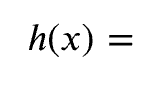 h(x) =